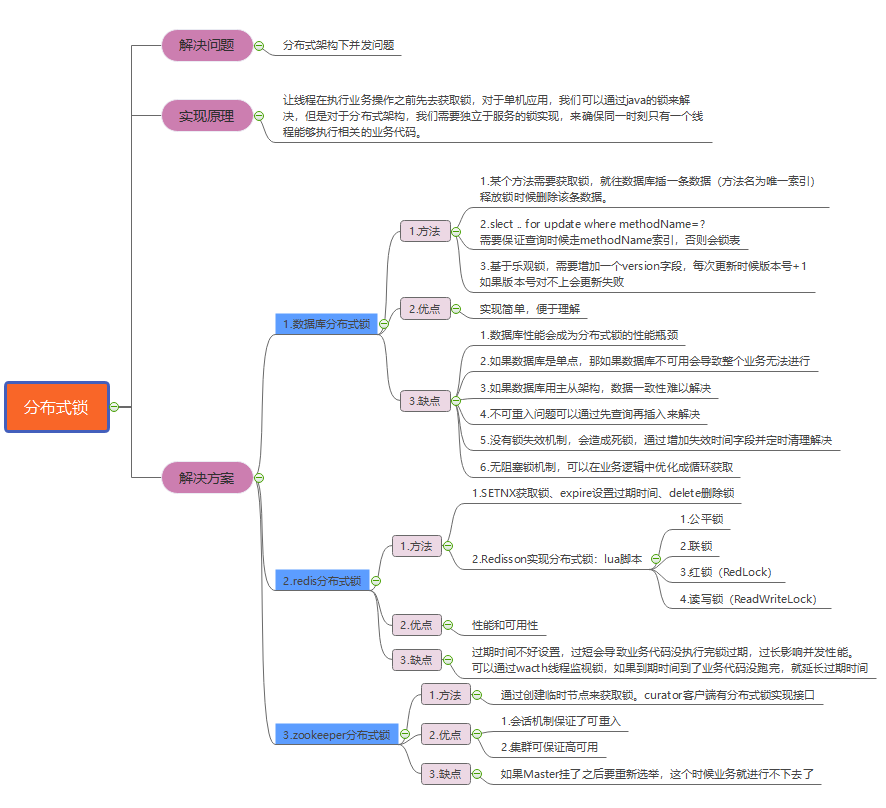 分布式锁
解决问题
分布式架构下并发问题
实现原理
让线程在执行业务操作之前先去获取锁，对于单机应用，我们可以通过java的锁来解
决，但是对于分布式架构，我们需要独立于服务的锁实现，来确保同一时刻只有一个线
程能够执行相关的业务代码。
解决方案
1.数据库分布式锁
1.方法
1.某个方法需要获取锁，就往数据库插一条数据（方法名为唯一索引）
释放锁时候删除该条数据。
2.slect .. for update where methodName=？
需要保证查询时候走methodName索引，否则会锁表
3.基于乐观锁，需要增加一个version字段，每次更新时候版本号+1
如果版本号对不上会更新失败
2.优点
实现简单，便于理解
3.缺点
1.数据库性能会成为分布式锁的性能瓶颈
2.如果数据库是单点，那如果数据库不可用会导致整个业务无法进行
3.如果数据库用主从架构，数据一致性难以解决
4.不可重入问题可以通过先查询再插入来解决
5.没有锁失效机制，会造成死锁，通过增加失效时间字段并定时清理解决
6.无阻塞锁机制，可以在业务逻辑中优化成循环获取
2.redis分布式锁
1.方法
1.SETNX获取锁、expire设置过期时间、delete删除锁
2.Redisson实现分布式锁：lua脚本
1.公平锁
2.联锁
3.红锁（RedLock）
4.读写锁（ReadWriteLock）
2.优点
性能和可用性
3.缺点
过期时间不好设置，过短会导致业务代码没执行完锁过期，过长影响并发性能。
可以通过wacth线程监视锁，如果到期时间到了业务代码没跑完，就延长过期时间
3.zookeeper分布式锁
1.方法
通过创建临时节点来获取锁。curator客户端有分布式锁实现接口
2.优点
1.会话机制保证了可重入
2.集群可保证高可用
3.缺点
如果Master挂了之后要重新选举，这个时候业务就进行不下去了